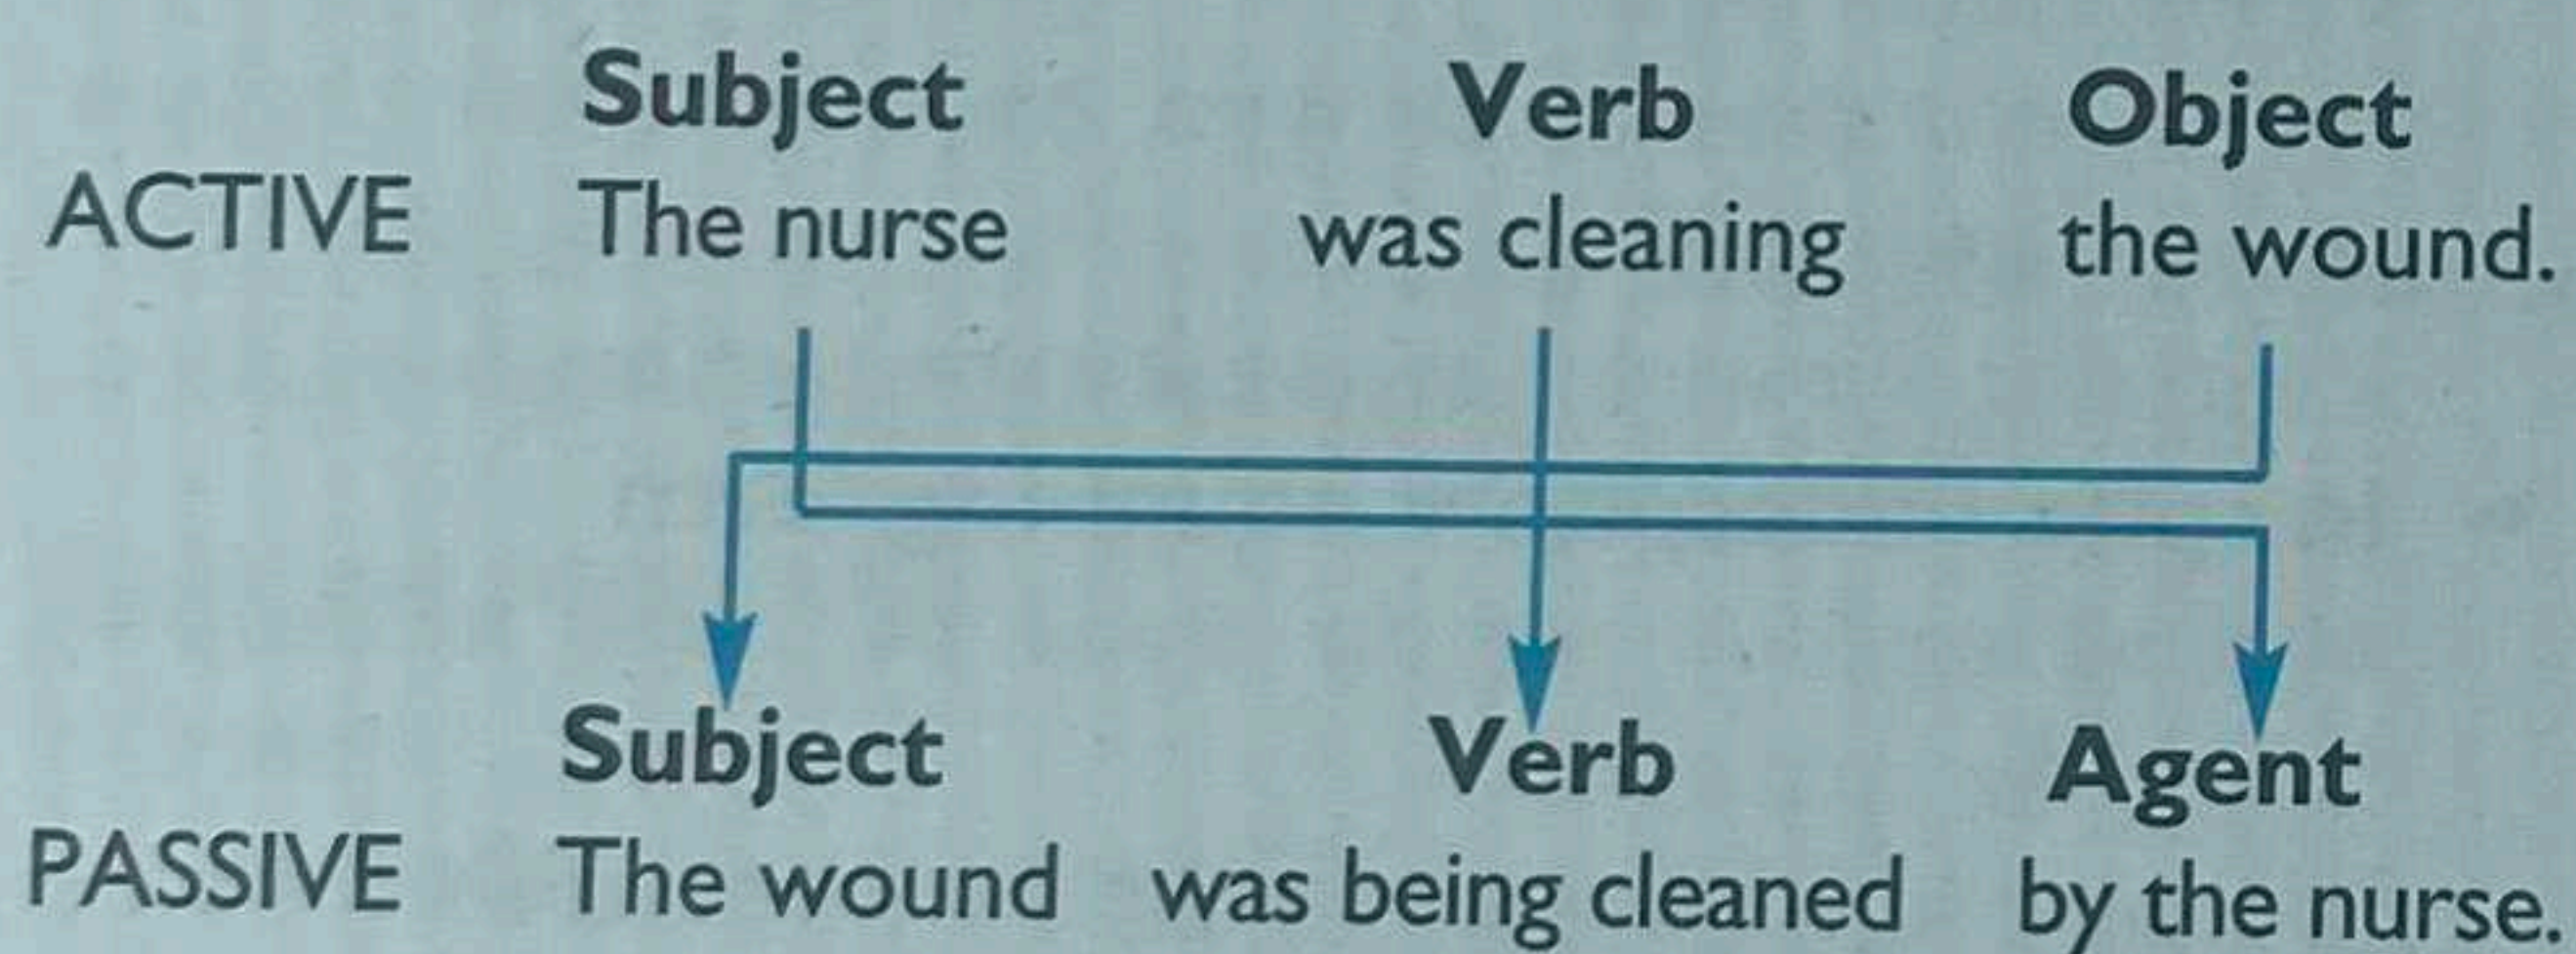 Subject Verb Object
ACTIVE The nurse was cleaning the wound.
Subject Verb Agent
PASSIVE The wound was being cleaned by the nurse.